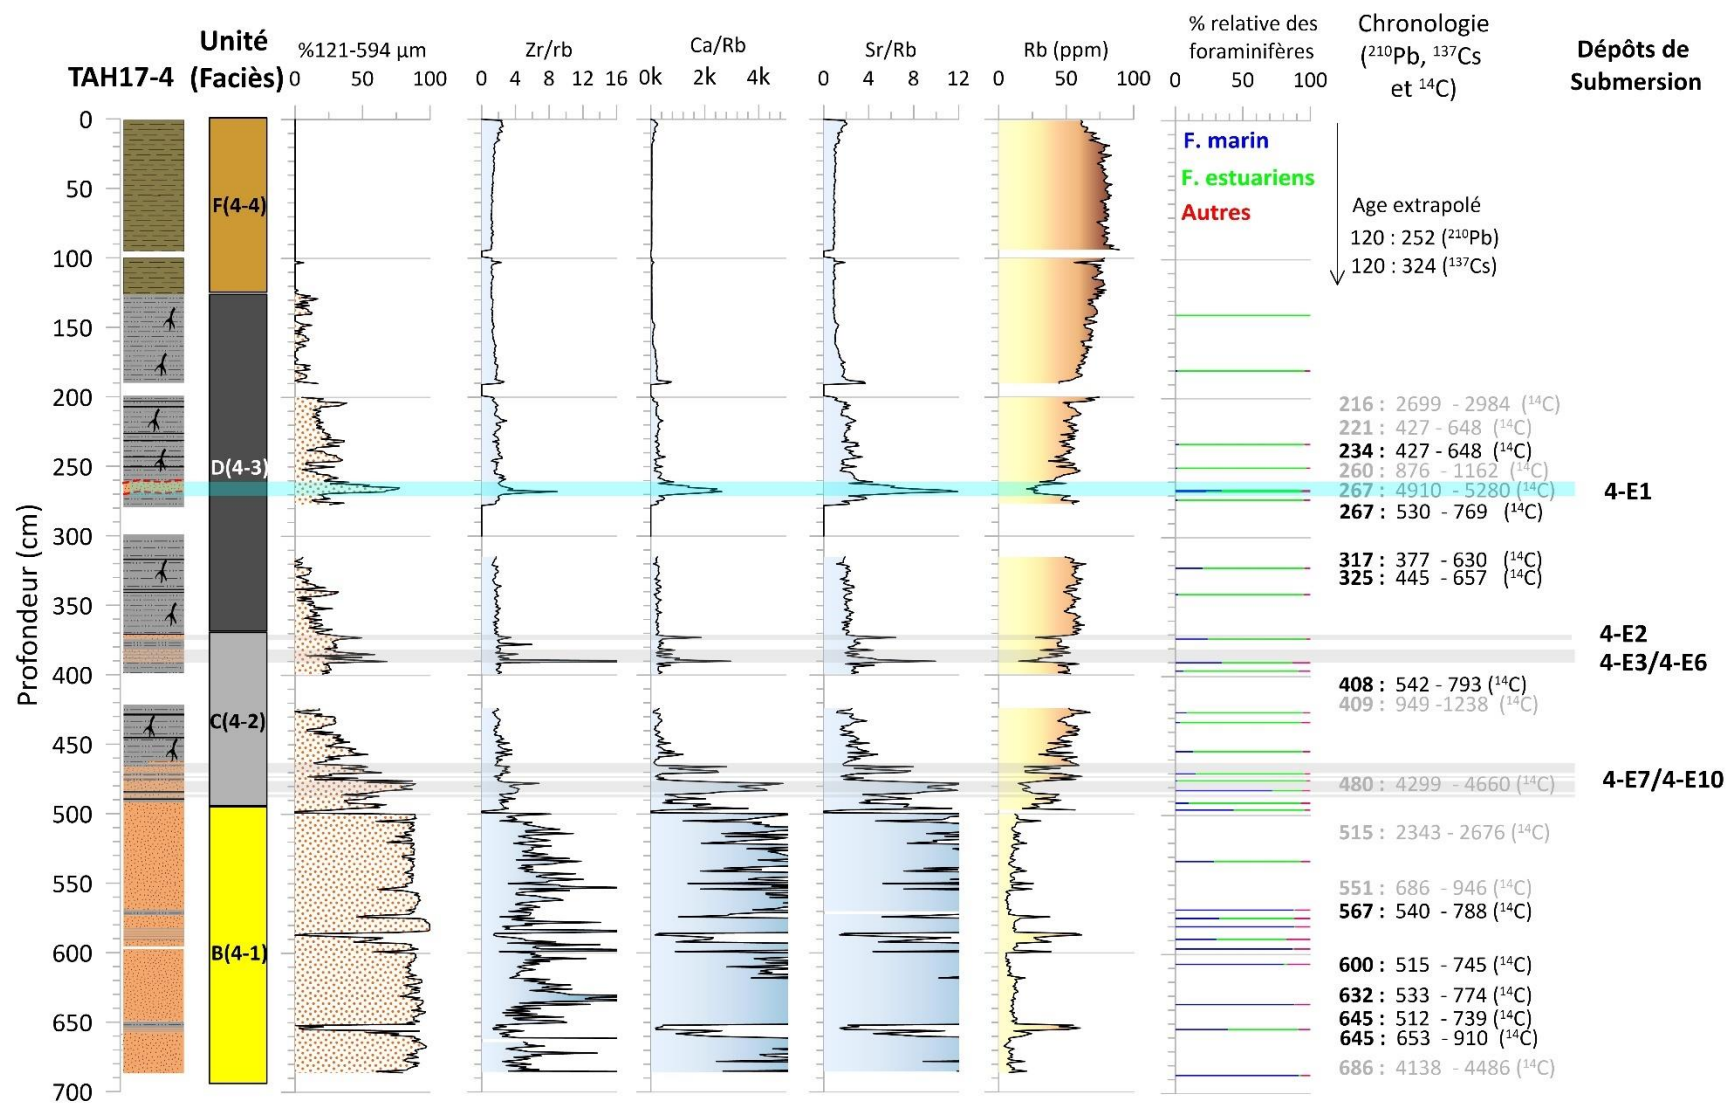 TAH17-4
Unité
(Faciès)
%121-594 µm
0 50 100
Zr/rb
0 4 8 12 16
Ca/Rb
0k 2k 4k
Sr/Rb
0 4 8 12
Rb (ppm)
0 50 100
% relative des
foraminifères
0 50 100
Chronologie
(²¹⁰Pb, ¹³⁷Cs
et ¹⁴C)
Dépôts de
Submersion
Profondeur (cm)
0
50
100
150
200
250
300
350
400
450
500
550
600
650
700
F(4-4)
D(4-3)
C(4-2)
B(4-1)
F. marin
F. estuariens
Autres
Age extrapolé
120 : 252 (²¹⁰Pb)
120 : 324 (¹³⁷Cs)
216 : 2699 - 2984 (¹⁴C)
221 : 427 - 648 (¹⁴C)
234 : 427 - 648 (¹⁴C)
260 : 876 - 1162 (¹⁴C)
267 : 4910 - 5280 (¹⁴C)
267 : 530 - 769 (¹⁴C)
317 : 377 - 630 (¹⁴C)
325 : 445 - 657 (¹⁴C)
408 : 542 - 793 (¹⁴C)
409 : 949 -1238 (¹⁴C)
480 : 4299 - 4660 (¹⁴C)
515 : 2343 - 2676 (¹⁴C)
551 : 686 - 946 (¹⁴C)
567 : 540 - 788 (¹⁴C)
600 : 515 - 745 (¹⁴C)
632 : 533 - 774 (¹⁴C)
645 : 512 - 739 (¹⁴C)
645 : 653 - 910 (¹⁴C)
686 : 4138 - 4486 (¹⁴C)
4-E1
4-E2
4-E3/4-E6
4-E7/4-E10